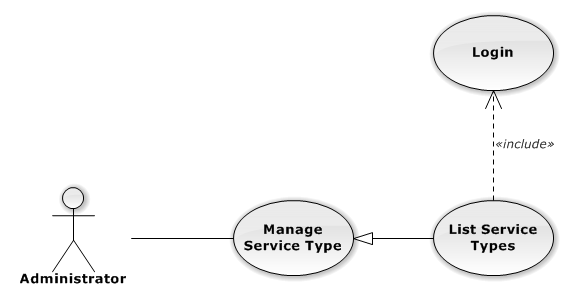 Login
«include»
Manage
Service Type
List Service
Types
Administrator